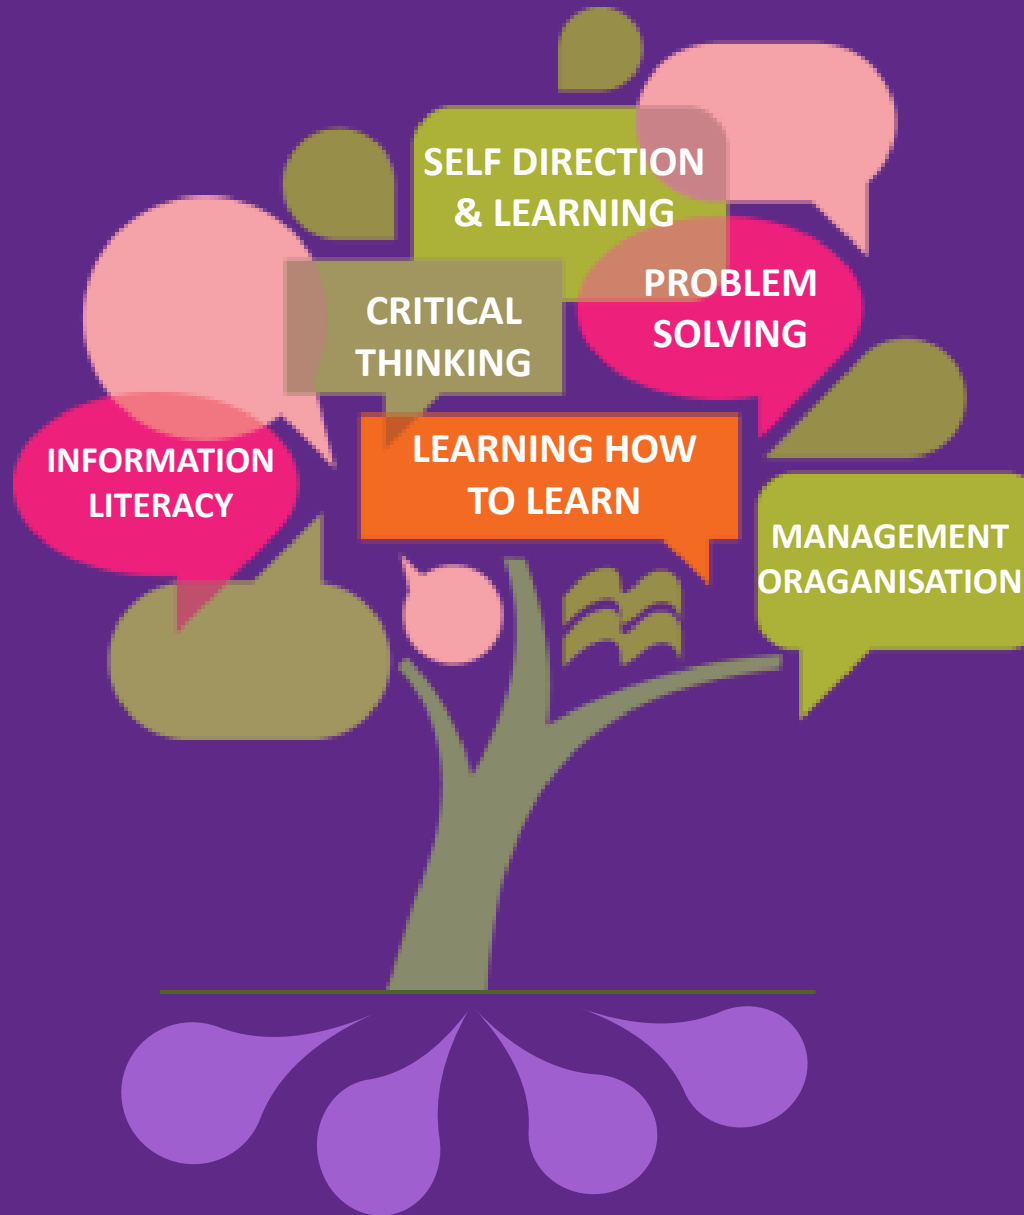 SELF DIRECTION
& LEARNING
CRITICAL
THINKING
PROBLEM
SOLVING
INFORMATION
LITERACY
LEARNING HOW
TO LEARN
MANAGEMENT
ORAGANISATION